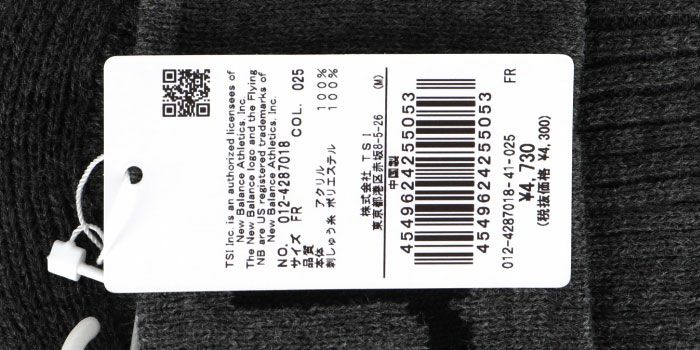 TSI Inc. is an authorized licensees of
New Balance Athletics, Inc.
The New Balance logo and the Flying
NB are US registered trademarks of
New Balance Athletics, Inc.
NO. 012-4287018 COL. 025
サイズ FR
品質
本体 アクリル 100%
刺しゅう糸 ポリエステル 100%
株式会社 TSI
東京都港区赤坂8-5-26 (M)
中国製
4549624255053
4549624255053
012-4287018-41-025 FR
¥4,730
(税抜価格 ¥4,300)